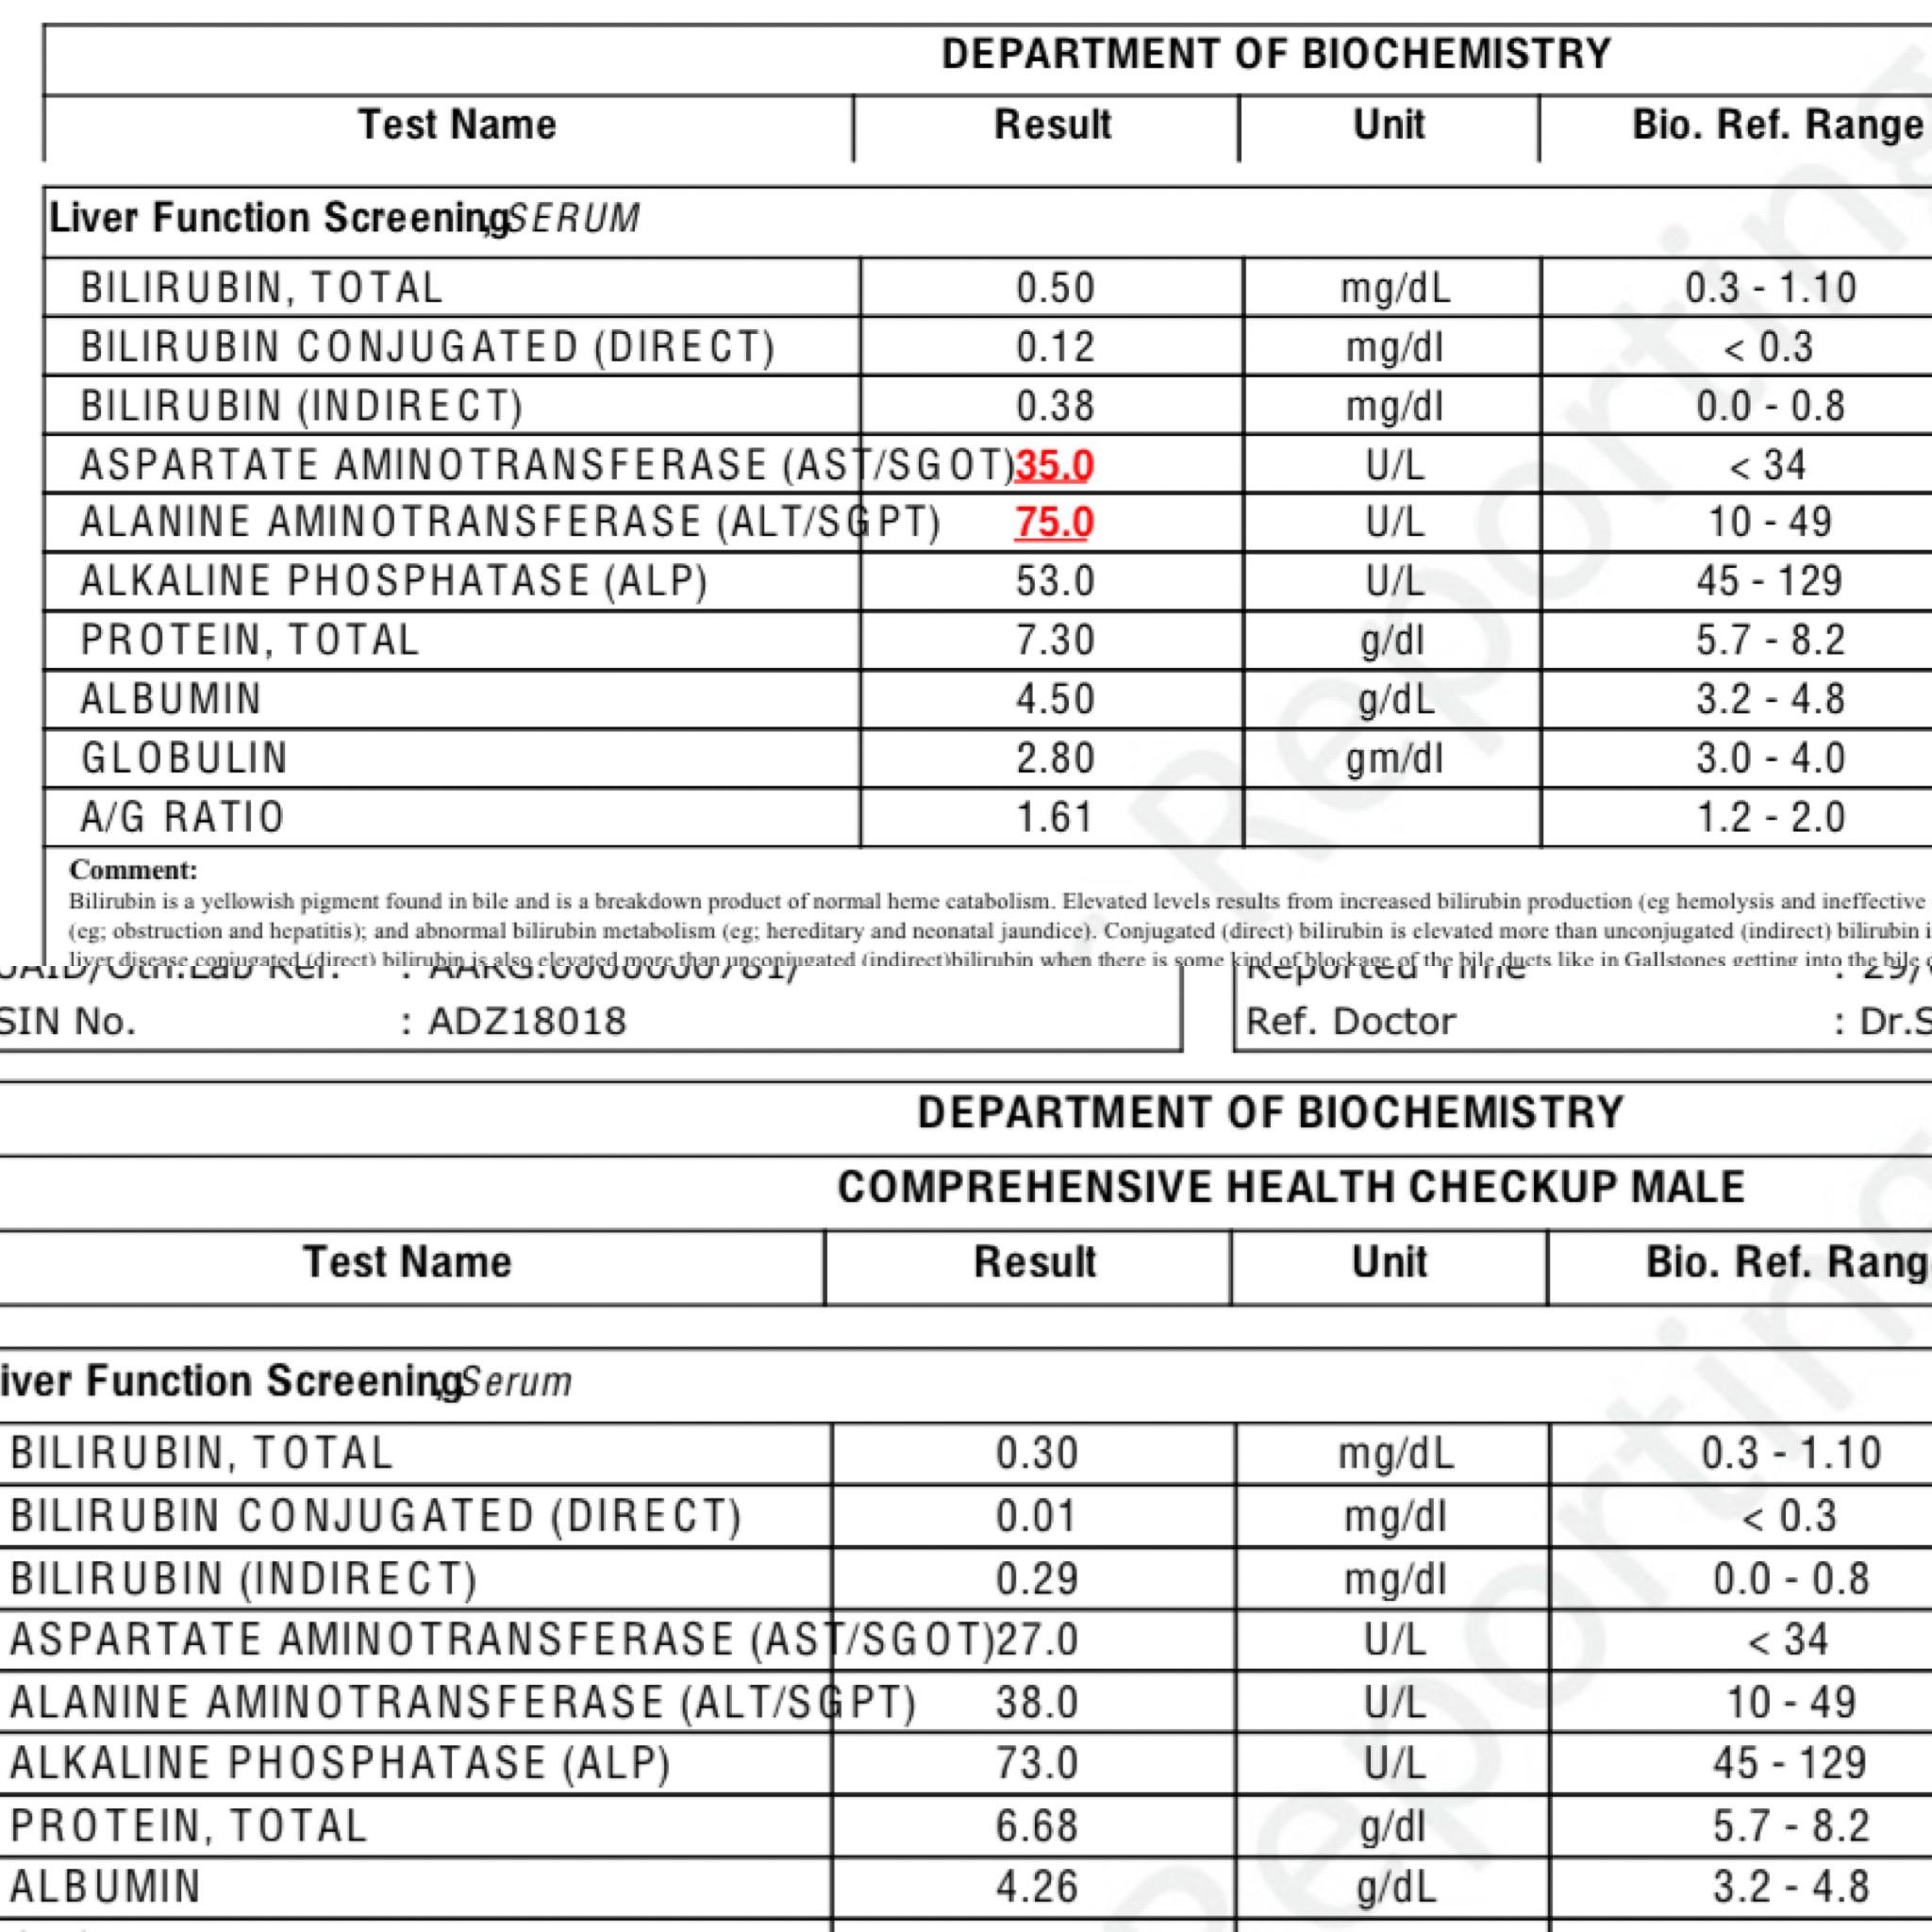 DEPARTMENT OF BIOCHEMISTRY
Test Name Result Unit Bio. Ref. Range
Liver Function Screening, SERUM
BILIRUBIN, TOTAL 0.50 mg/dL 0.3 - 1.10
BILIRUBIN CONJUGATED (DIRECT) 0.12 mg/dl < 0.3
BILIRUBIN (INDIRECT) 0.38 mg/dl 0.0 - 0.8
ASPARTATE AMINOTRANSFERASE (AST/SGOT) 35.0 U/L < 34
ALANINE AMINOTRANSFERASE (ALT/SGPT) 75.0 U/L 10 - 49
ALKALINE PHOSPHATASE (ALP) 53.0 U/L 45 - 129
PROTEIN, TOTAL 7.30 g/dl 5.7 - 8.2
ALBUMIN 4.50 g/dL 3.2 - 4.8
GLOBULIN 2.80 gm/dl 3.0 - 4.0
A/G RATIO 1.61 1.2 - 2.0
Comment:
Bilirubin is a yellowish pigment found in bile and is a breakdown product of normal heme catabolism. Elevated levels results from increased bilirubin production (eg hemolysis and ineffective
(eg; obstruction and hepatitis); and abnormal bilirubin metabolism (eg; hereditary and neonatal jaundice). Conjugated (direct) bilirubin is elevated more than unconjugated (indirect) bilirubin i
liver disease conjugated (direct) bilirubin is also elevated more than unconjugated (indirect)bilirubin when there is some kind of blockage of the bile ducts like in Gallstones getting into the bile
Reported Time :
SIN No. : ADZ18018 Ref. Doctor : Dr.S
DEPARTMENT OF BIOCHEMISTRY
COMPREHENSIVE HEALTH CHECKUP MALE
Test Name Result Unit Bio. Ref. Rang
iver Function Screening, Serum
BILIRUBIN, TOTAL 0.30 mg/dL 0.3 - 1.10
BILIRUBIN CONJUGATED (DIRECT) 0.01 mg/dl < 0.3
BILIRUBIN (INDIRECT) 0.29 mg/dl 0.0 - 0.8
ASPARTATE AMINOTRANSFERASE (AST/SGOT) 27.0 U/L < 34
ALANINE AMINOTRANSFERASE (ALT/SGPT) 38.0 U/L 10 - 49
ALKALINE PHOSPHATASE (ALP) 73.0 U/L 45 - 129
PROTEIN, TOTAL 6.68 g/dl 5.7 - 8.2
ALBUMIN 4.26 g/dL 3.2 - 4.8
Reporting
Reporting